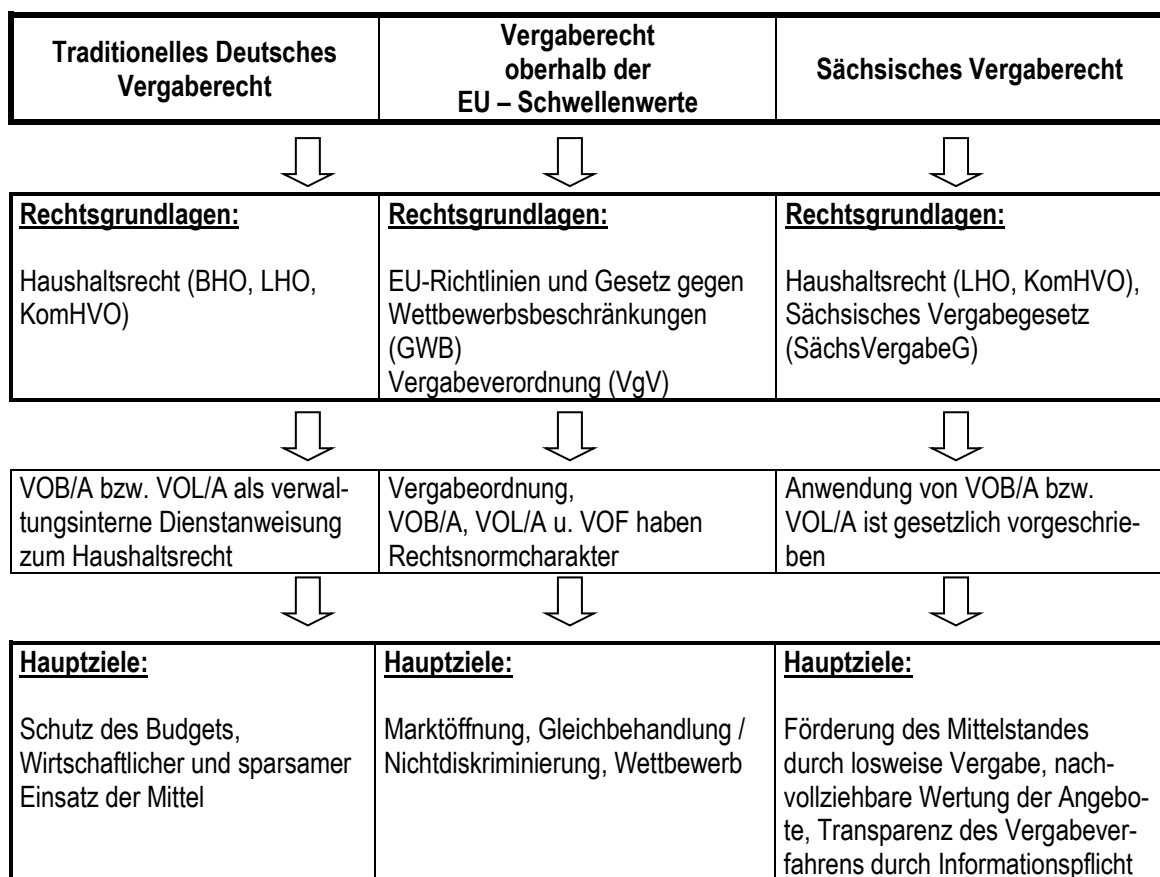 Traditionelles Deutsches
Vergaberecht
Vergaberecht
oberhalb der
EU – Schwellenwerte
Sächsisches Vergaberecht
Rechtsgrundlagen:
Haushaltsrecht (BHO, LHO,
KomHVO)
Rechtsgrundlagen:
EU-Richtlinien und Gesetz gegen
Wettbewerbsbeschränkungen
(GWB)
Vergabeverordnung (VgV)
Rechtsgrundlagen:
Haushaltsrecht (LHO, KomHVO),
Sächsisches Vergabegesetz
(SächsVergabeG)
VOB/A bzw. VOL/A als verwal-
tungsinterne Dienstanweisung
zum Haushaltsrecht
Vergabeordnung,
VOB/A, VOL/A u. VOF haben
Rechtsnormcharakter
Anwendung von VOB/A bzw.
VOL/A ist gesetzlich vorgeschrie-
ben
Hauptziele:
Schutz des Budgets,
Wirtschaftlicher und sparsamer
Einsatz der Mittel
Hauptziele:
Marktöffnung, Gleichbehandlung /
Nichtdiskriminierung, Wettbewerb
Hauptziele:
Förderung des Mittelstandes
durch losweise Vergabe, nach-
vollziehbare Wertung der Angebo-
te, Transparenz des Vergabever-
fahrens durch Informationspflicht